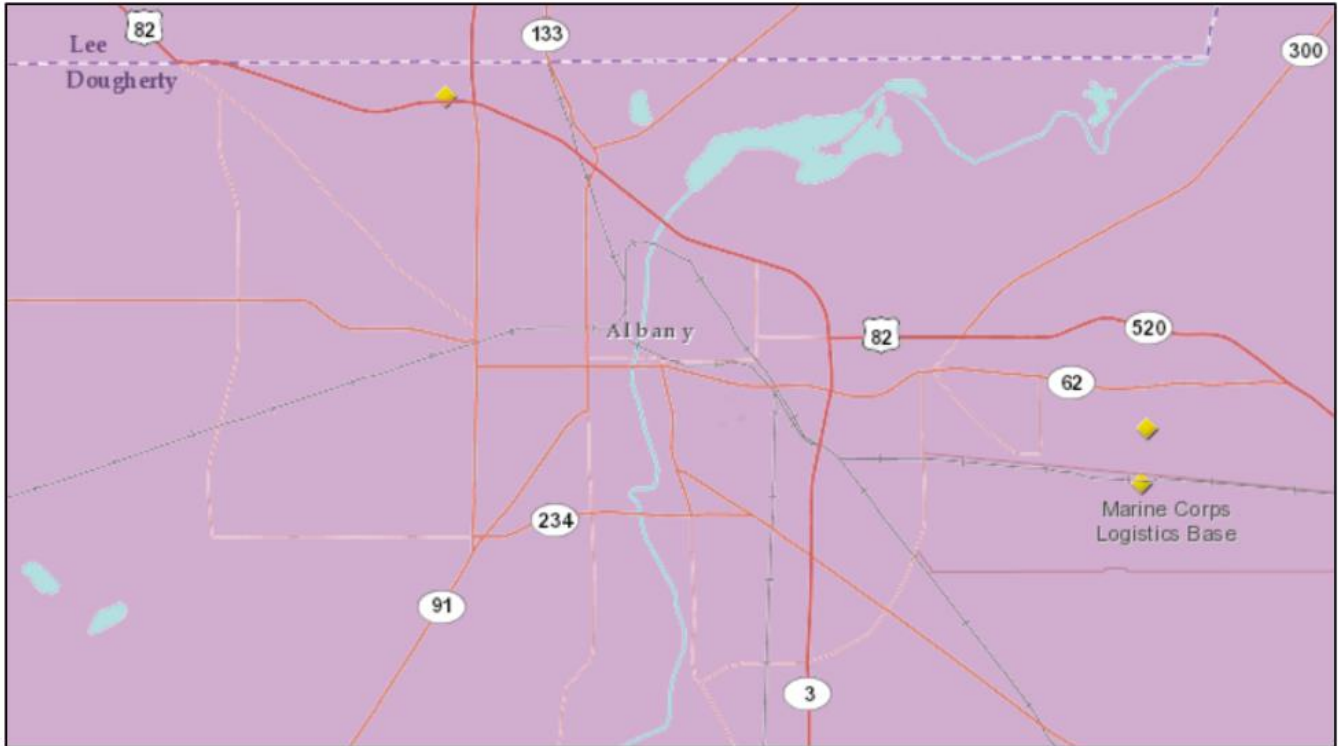 82
133
300
Lee
Dougherty
Albany
82
520
62
Marine Corps
Logistics Base
234
91
3